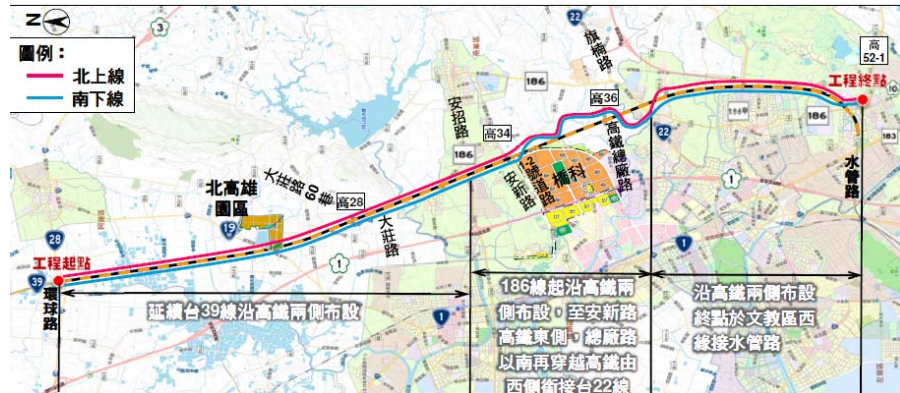 N
圖例：
北上線
南下線
3
22
旗楠路
186
高
52-1
工程終點
10
安招路
高36
高34
186
高鐵總廠路
22
186甲
186
183
1-2號道路
安新路
橋科
水管路
1
大莊路60巷
高28
北高雄
園區
19
大莊路
28
工程起點
39
環球路
1
1
1
延續台39線沿高鐵兩側布設
186線起沿高鐵兩
側布設，至安新路
高鐵東側，總廠路
以南再穿越高鐵由
西側銜接台22線
沿高鐵兩側布設
終點於文教區西
緣接水管路